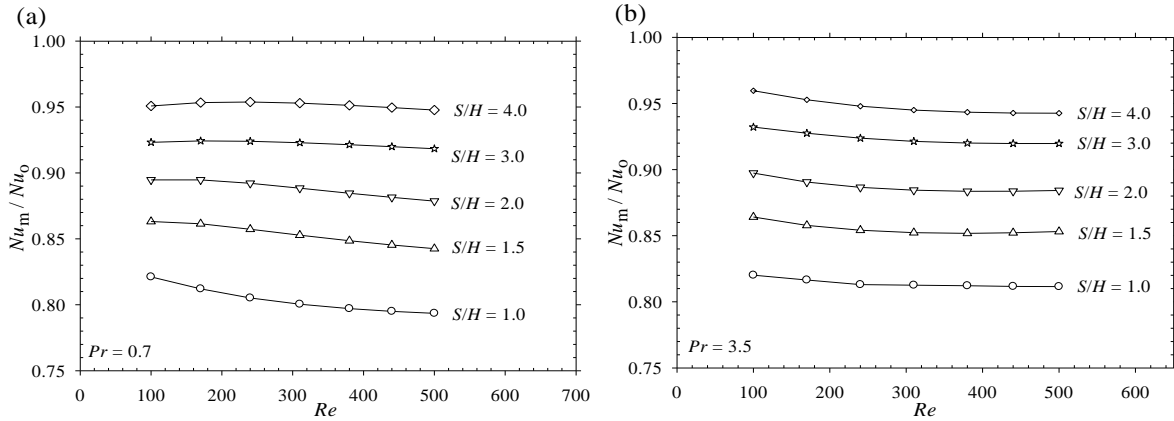 (a)
1.00
0.95
0.90
0.85
0.80
0.75
Nu_m / Nu_o
S/H = 4.0
S/H = 3.0
S/H = 2.0
S/H = 1.5
S/H = 1.0
Pr = 0.7
0 100 200 300 400 500 600 700
Re
(b)
1.00
0.95
0.90
0.85
0.80
0.75
Nu_m / Nu_o
S/H = 4.0
S/H = 3.0
S/H = 2.0
S/H = 1.5
S/H = 1.0
Pr = 3.5
0 100 200 300 400 500 600
Re